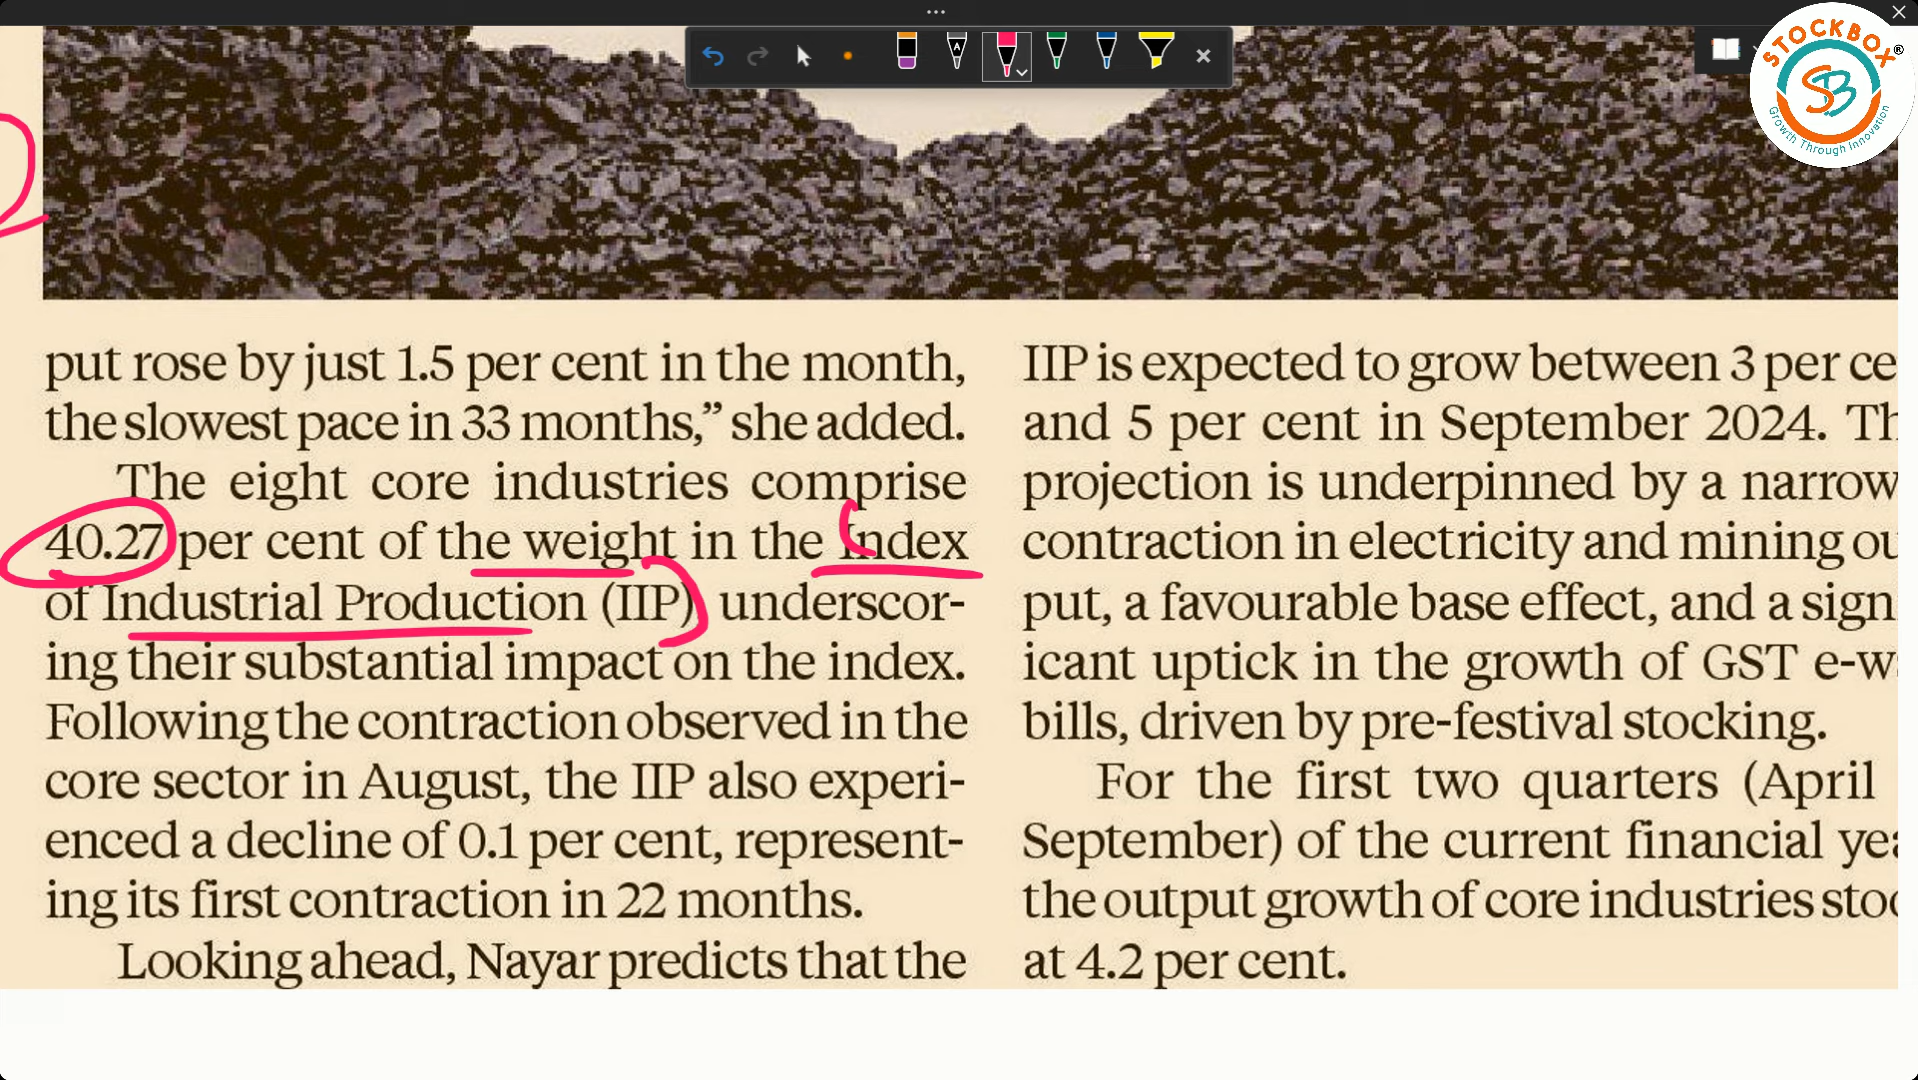 STOCKBOX®
SB
Growth Through Innovation
put rose by just 1.5 per cent in the month,
the slowest pace in 33 months,” she added.
The eight core industries comprise
40.27 per cent of the weight in the Index
of Industrial Production (IIP), underscor-
ing their substantial impact on the index.
Following the contraction observed in the
core sector in August, the IIP also experi-
enced a decline of 0.1 per cent, represent-
ing its first contraction in 22 months.
Looking ahead, Nayar predicts that the
IIP is expected to grow between 3 per ce
and 5 per cent in September 2024. Th
projection is underpinned by a narrow
contraction in electricity and mining ou
put, a favourable base effect, and a sign
icant uptick in the growth of GST e-w
bills, driven by pre-festival stocking.
For the first two quarters (April
September) of the current financial yea
the output growth of core industries stoo
at 4.2 per cent.